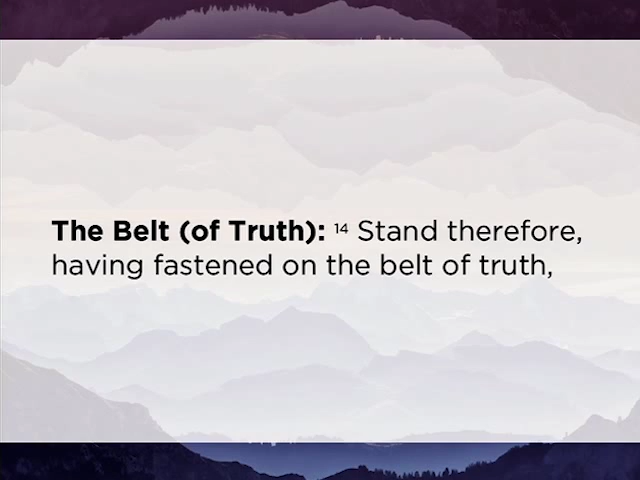 The Belt (of Truth): 14 Stand therefore,
having fastened on the belt of truth,